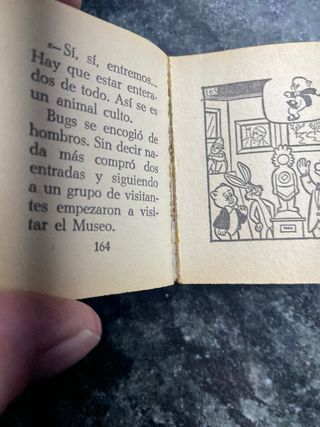 —Sí, sí, entremos...
Hay que estar entera-
dos de todo. Así se es
un animal culto.
Bugs se encogió de
hombros. Sin decir na-
da más compró dos
entradas y siguiendo
a un grupo de visitan-
tes empezaron a visi-
tar el Museo.
164
165